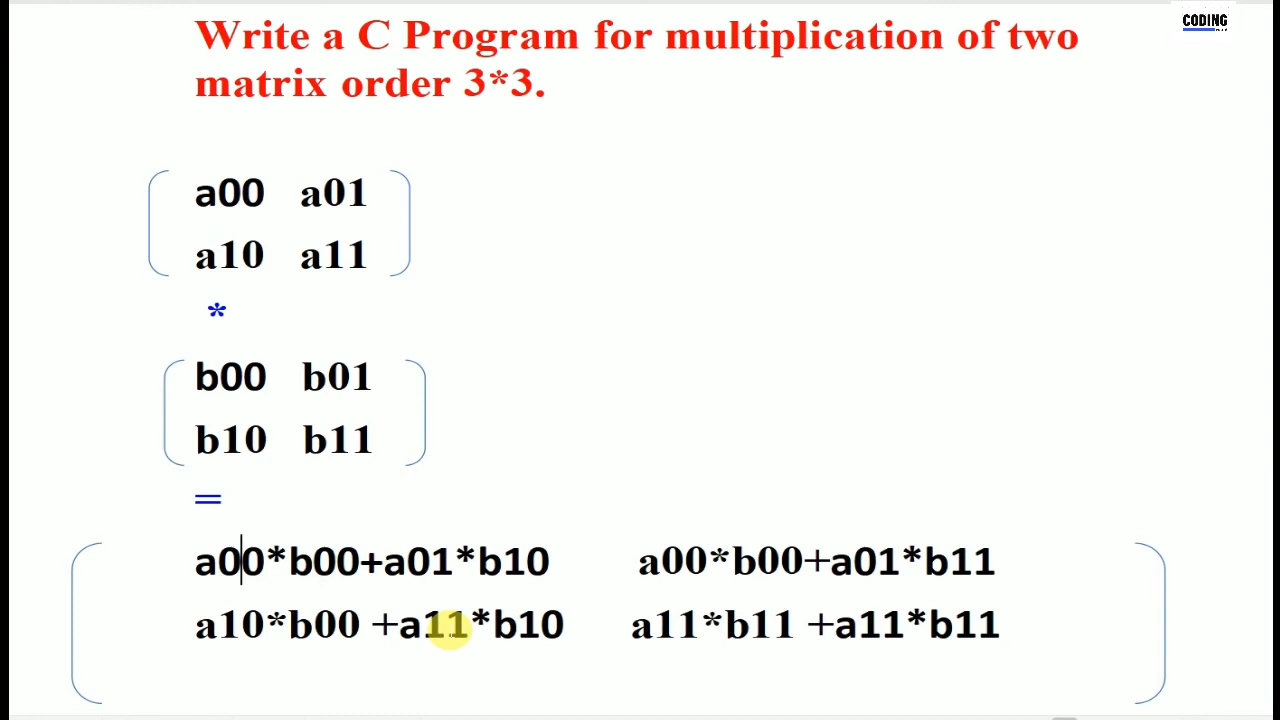 CODING
Write a C Program for multiplication of two
matrix order 3*3.
a00 a01
a10 a11
*
b00 b01
b10 b11
=
a00*b00+a01*b10 a00*b00+a01*b11
a10*b00 +a11*b10 a11*b11 +a11*b11